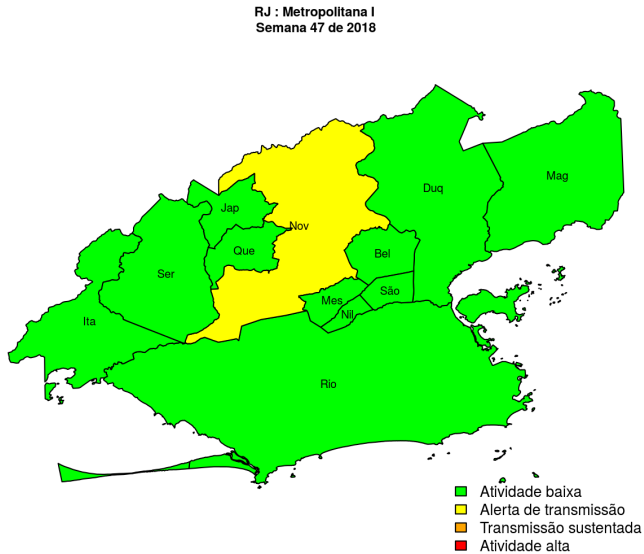 RJ : Metropolitana I
Semana 47 de 2018
Mag
Duq
Jap
Nov
Que
Bel
Ser
São
Mes
Nil
Ita
Rio
Atividade baixa
Alerta de transmissão
Transmissão sustentada
Atividade alta